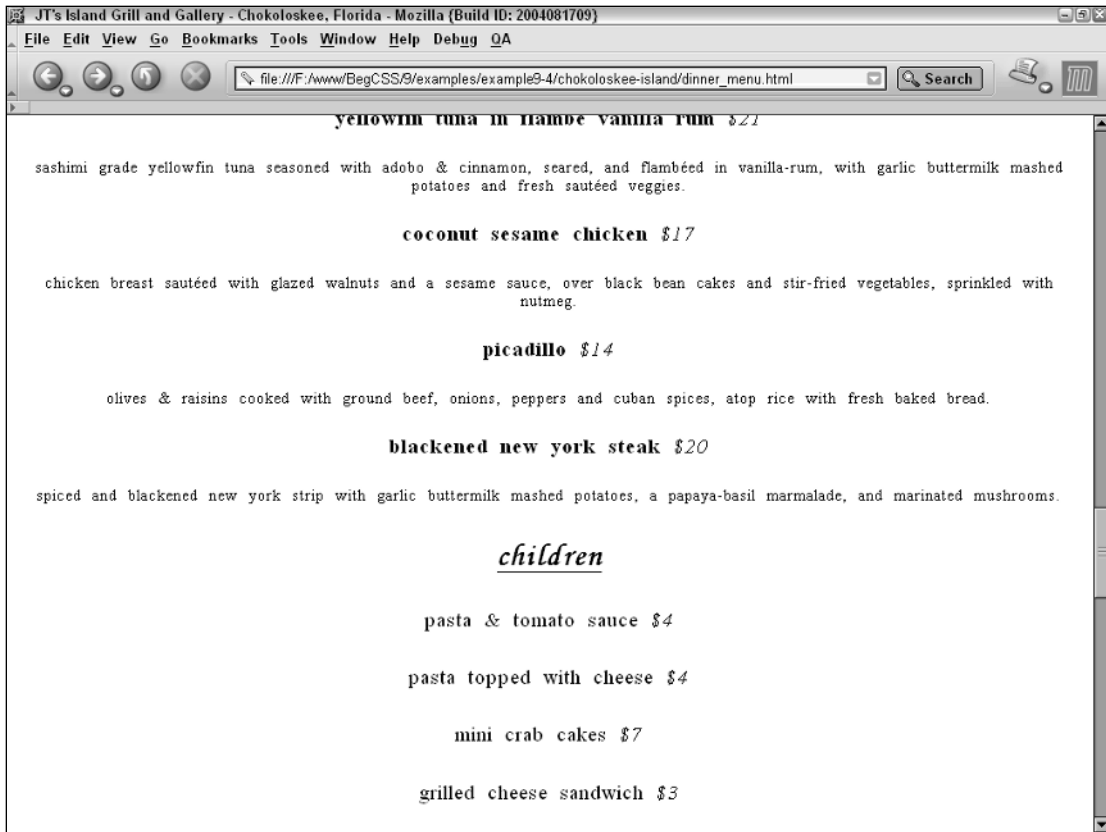 JT's Island Grill and Gallery - Chokoloskee, Florida - Mozilla {Build ID: 2004081709}
File Edit View Go Bookmarks Tools Window Help Debug QA
file:///F:/www/BegCSS/9/examples/example9-4/chokoloskee-island/dinner_menu.html Search
yellowfin tuna in flambé vanilla rum $21
sashimi grade yellowfin tuna seasoned with adobo & cinnamon, seared, and flambéed in vanilla-rum, with garlic buttermilk mashed
potatoes and fresh sautéed veggies.
coconut sesame chicken $17
chicken breast sautéed with glazed walnuts and a sesame sauce, over black bean cakes and stir-fried vegetables, sprinkled with
nutmeg.
picadillo $14
olives & raisins cooked with ground beef, onions, peppers and cuban spices, atop rice with fresh baked bread.
blackened new york steak $20
spiced and blackened new york strip with garlic buttermilk mashed potatoes, a papaya-basil marmalade, and marinated mushrooms.
children
pasta & tomato sauce $4
pasta topped with cheese $4
mini crab cakes $7
grilled cheese sandwich $3